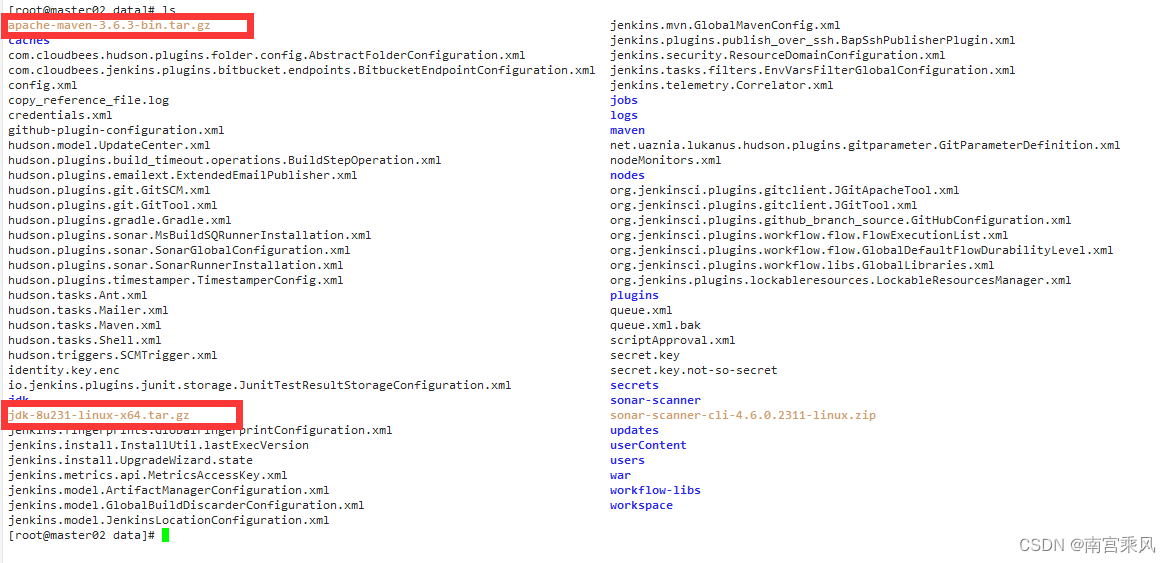 [root@master02 data]# ls
apache-maven-3.6.3-bin.tar.gz
caches
com.cloudbees.hudson.plugins.folder.config.AbstractFolderConfiguration.xml
com.cloudbees.jenkins.plugins.bitbucket.endpoints.BitbucketEndpointConfiguration.xml
config.xml
copy_reference_file.log
credentials.xml
github-plugin-configuration.xml
hudson.model.UpdateCenter.xml
hudson.plugins.build_timeout.operations.BuildStepOperation.xml
hudson.plugins.emailext.ExtendedEmailPublisher.xml
hudson.plugins.git.GitSCM.xml
hudson.plugins.git.GitTool.xml
hudson.plugins.gradle.Gradle.xml
hudson.plugins.sonar.MsBuildSQRunnerInstallation.xml
hudson.plugins.sonar.SonarGlobalConfiguration.xml
hudson.plugins.sonar.SonarRunnerInstallation.xml
hudson.plugins.timestamper.TimestamperConfig.xml
hudson.tasks.Ant.xml
hudson.tasks.Mailer.xml
hudson.tasks.Maven.xml
hudson.tasks.Shell.xml
hudson.triggers.SCMTrigger.xml
identity.key.enc
io.jenkins.plugins.junit.storage.JunitTestResultStorageConfiguration.xml
jdk
jdk-8u231-linux-x64.tar.gz
jenkins.fingerprints.GlobalFingerprintConfiguration.xml
jenkins.install.InstallUtil.lastExecVersion
jenkins.install.UpgradeWizard.state
jenkins.metrics.api.MetricsAccessKey.xml
jenkins.model.ArtifactManagerConfiguration.xml
jenkins.model.GlobalBuildDiscarderConfiguration.xml
jenkins.model.JenkinsLocationConfiguration.xml
[root@master02 data]#
jenkins.mvn.GlobalMavenConfig.xml
jenkins.plugins.publish_over_ssh.BapSshPublisherPlugin.xml
jenkins.security.ResourceDomainConfiguration.xml
jenkins.tasks.filters.EnvVarsFilterGlobalConfiguration.xml
jenkins.telemetry.Correlator.xml
jobs
logs
maven
net.uaznia.lukanus.hudson.plugins.gitparameter.GitParameterDefinition.xml
nodeMonitors.xml
nodes
org.jenkinsci.plugins.gitclient.JGitApacheTool.xml
org.jenkinsci.plugins.gitclient.JGitTool.xml
org.jenkinsci.plugins.github_branch_source.GitHubConfiguration.xml
org.jenkinsci.plugins.workflow.flow.FlowExecutionList.xml
org.jenkinsci.plugins.workflow.flow.GlobalDefaultFlowDurabilityLevel.xml
org.jenkinsci.plugins.workflow.libs.GlobalLibraries.xml
org.jenkins.plugins.lockableresources.LockableResourcesManager.xml
plugins
queue.xml
queue.xml.bak
scriptApproval.xml
secret.key
secret.key.not-so-secret
secrets
sonar-scanner
sonar-scanner-cli-4.6.0.2311-linux.zip
updates
userContent
users
war
workflow-libs
workspace
CSDN @南宫乘风